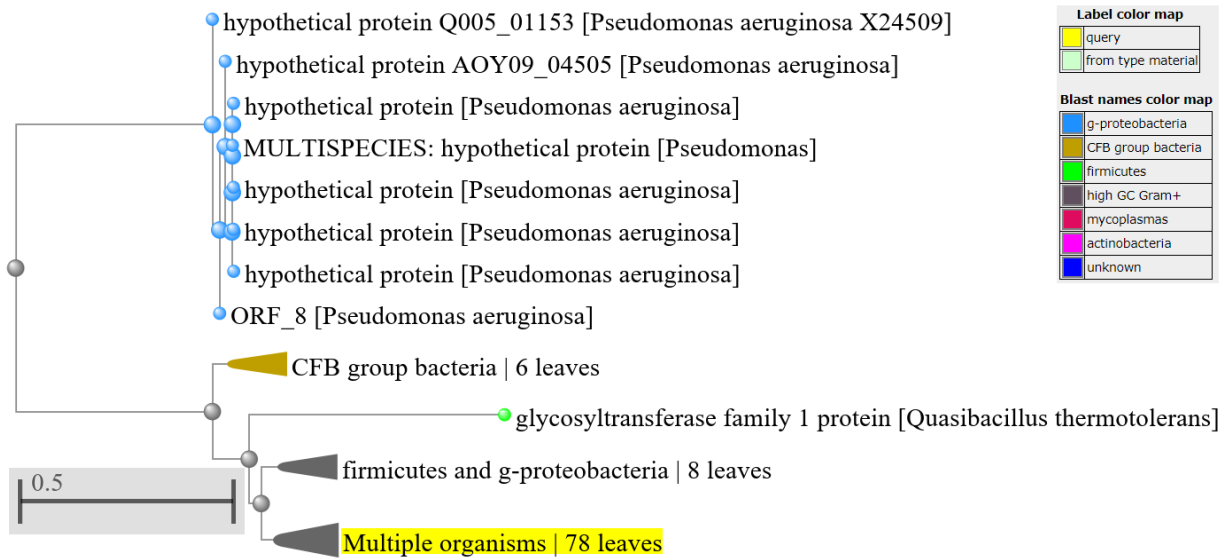 hypothetical protein Q005_01153 [Pseudomonas aeruginosa X24509]
hypothetical protein AOY09_04505 [Pseudomonas aeruginosa]
hypothetical protein [Pseudomonas aeruginosa]
MULTISPECIES: hypothetical protein [Pseudomonas]
hypothetical protein [Pseudomonas aeruginosa]
hypothetical protein [Pseudomonas aeruginosa]
hypothetical protein [Pseudomonas aeruginosa]
ORF_8 [Pseudomonas aeruginosa]
CFB group bacteria | 6 leaves
glycosyltransferase family 1 protein [Quasibacillus thermotolerans]
firmicutes and g-proteobacteria | 8 leaves
Multiple organisms | 78 leaves
0.5
Label color map
query
from type material
Blast names color map
g-proteobacteria
CFB group bacteria
firmicutes
high GC Gram+
mycoplasmas
actinobacteria
unknown